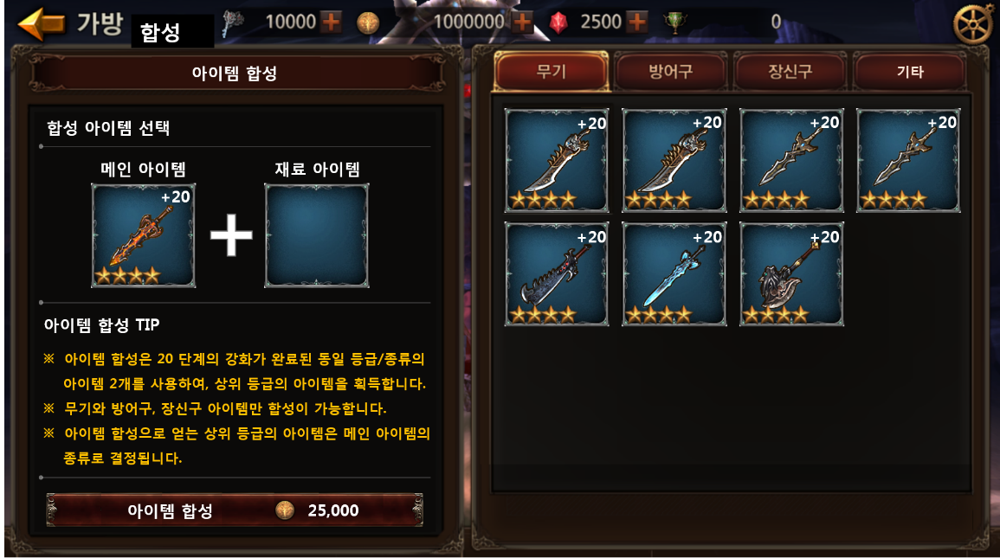 가방 합성 10000 1000000 2500 0
아이템 합성
무기 방어구 장신구 기타
합성 아이템 선택
메인 아이템 재료 아이템
+20
+20 +20 +20 +20
+20 +20 +20
아이템 합성 TIP
※ 아이템 합성은 20 단계의 강화가 완료된 동일 등급/종류의
아이템 2개를 사용하여, 상위 등급의 아이템을 획득합니다.
※ 무기와 방어구, 장신구 아이템만 합성이 가능합니다.
※ 아이템 합성으로 얻는 상위 등급의 아이템은 메인 아이템의
종류로 결정됩니다.
아이템 합성 25,000